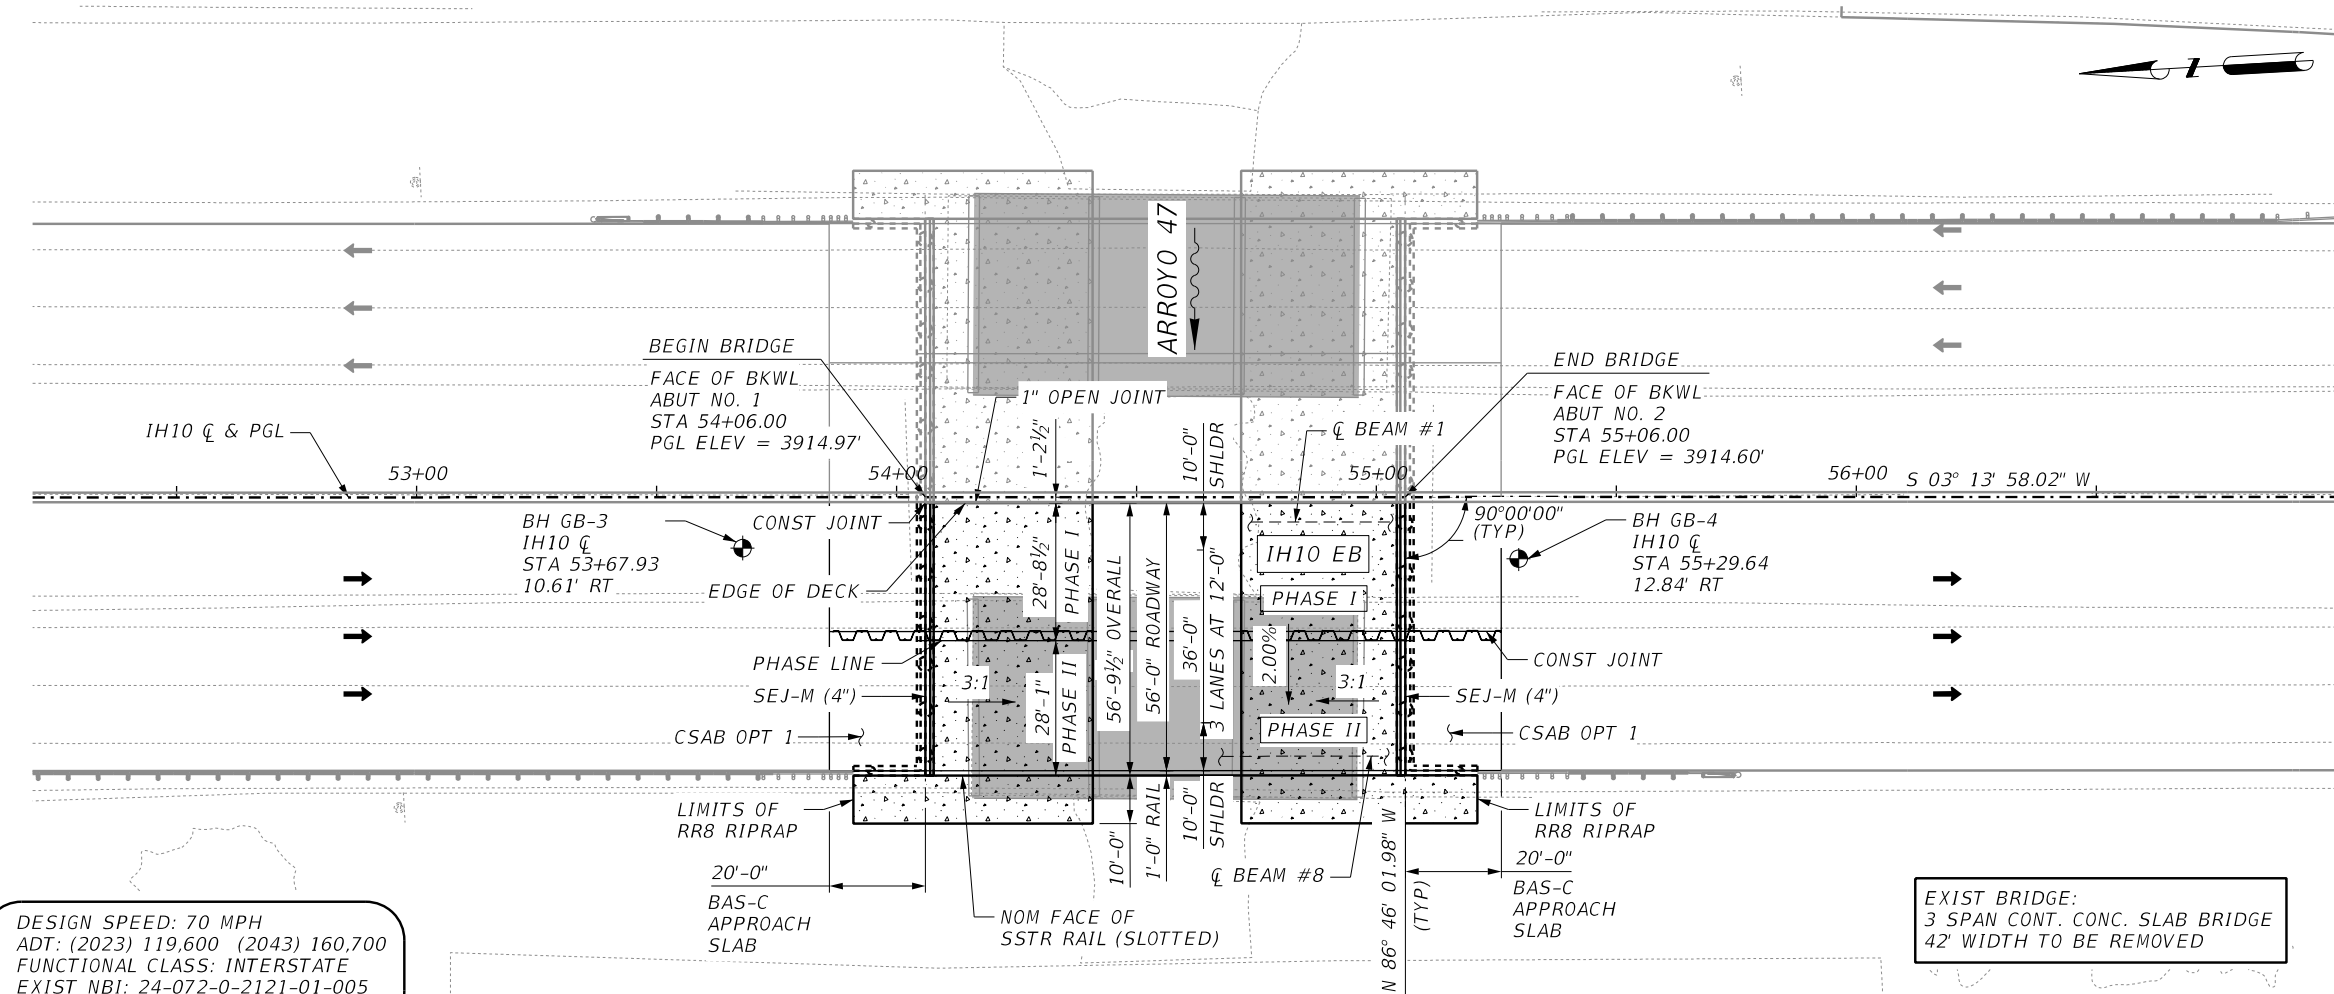 N
ARROYO 47
BEGIN BRIDGE
FACE OF BKWL
ABUT NO. 1
STA 54+06.00
PGL ELEV = 3914.97'
1" OPEN JOINT
END BRIDGE
FACE OF BKWL
ABUT NO. 2
STA 55+06.00
PGL ELEV = 3914.60'
IH10 ℄ & PGL
1'-2½"
10'-0"
SHLDR
℄ BEAM #1
53+00
54+00
55+00
56+00
S 03° 13' 58.02" W
BH GB-3
IH10 ℄
STA 53+67.93
10.61' RT
CONST JOINT
EDGE OF DECK
28'-8½"
PHASE I
56'-9½" OVERALL
56'-0" ROADWAY
36'-0"
3 LANES AT 12'-0"
IH10 EB
PHASE I
90°00'00"
(TYP)
BH GB-4
IH10 ℄
STA 55+29.64
12.84' RT
PHASE LINE
SEJ-M (4")
3:1
28'-1"
PHASE II
2.00%
3:1
CONST JOINT
SEJ-M (4")
CSAB OPT 1
PHASE II
CSAB OPT 1
LIMITS OF
RR8 RIPRAP
10'-0"
1'-0" RAIL
10'-0"
SHLDR
LIMITS OF
RR8 RIPRAP
20'-0"
BAS-C
APPROACH
SLAB
NOM FACE OF
SSTR RAIL (SLOTTED)
℄ BEAM #8
N 86° 46' 01.98" W
(TYP)
20'-0"
BAS-C
APPROACH
SLAB
DESIGN SPEED: 70 MPH
ADT: (2023) 119,600 (2043) 160,700
FUNCTIONAL CLASS: INTERSTATE
EXIST NBI: 24-072-0-2121-01-005
EXIST BRIDGE:
3 SPAN CONT. CONC. SLAB BRIDGE
42' WIDTH TO BE REMOVED